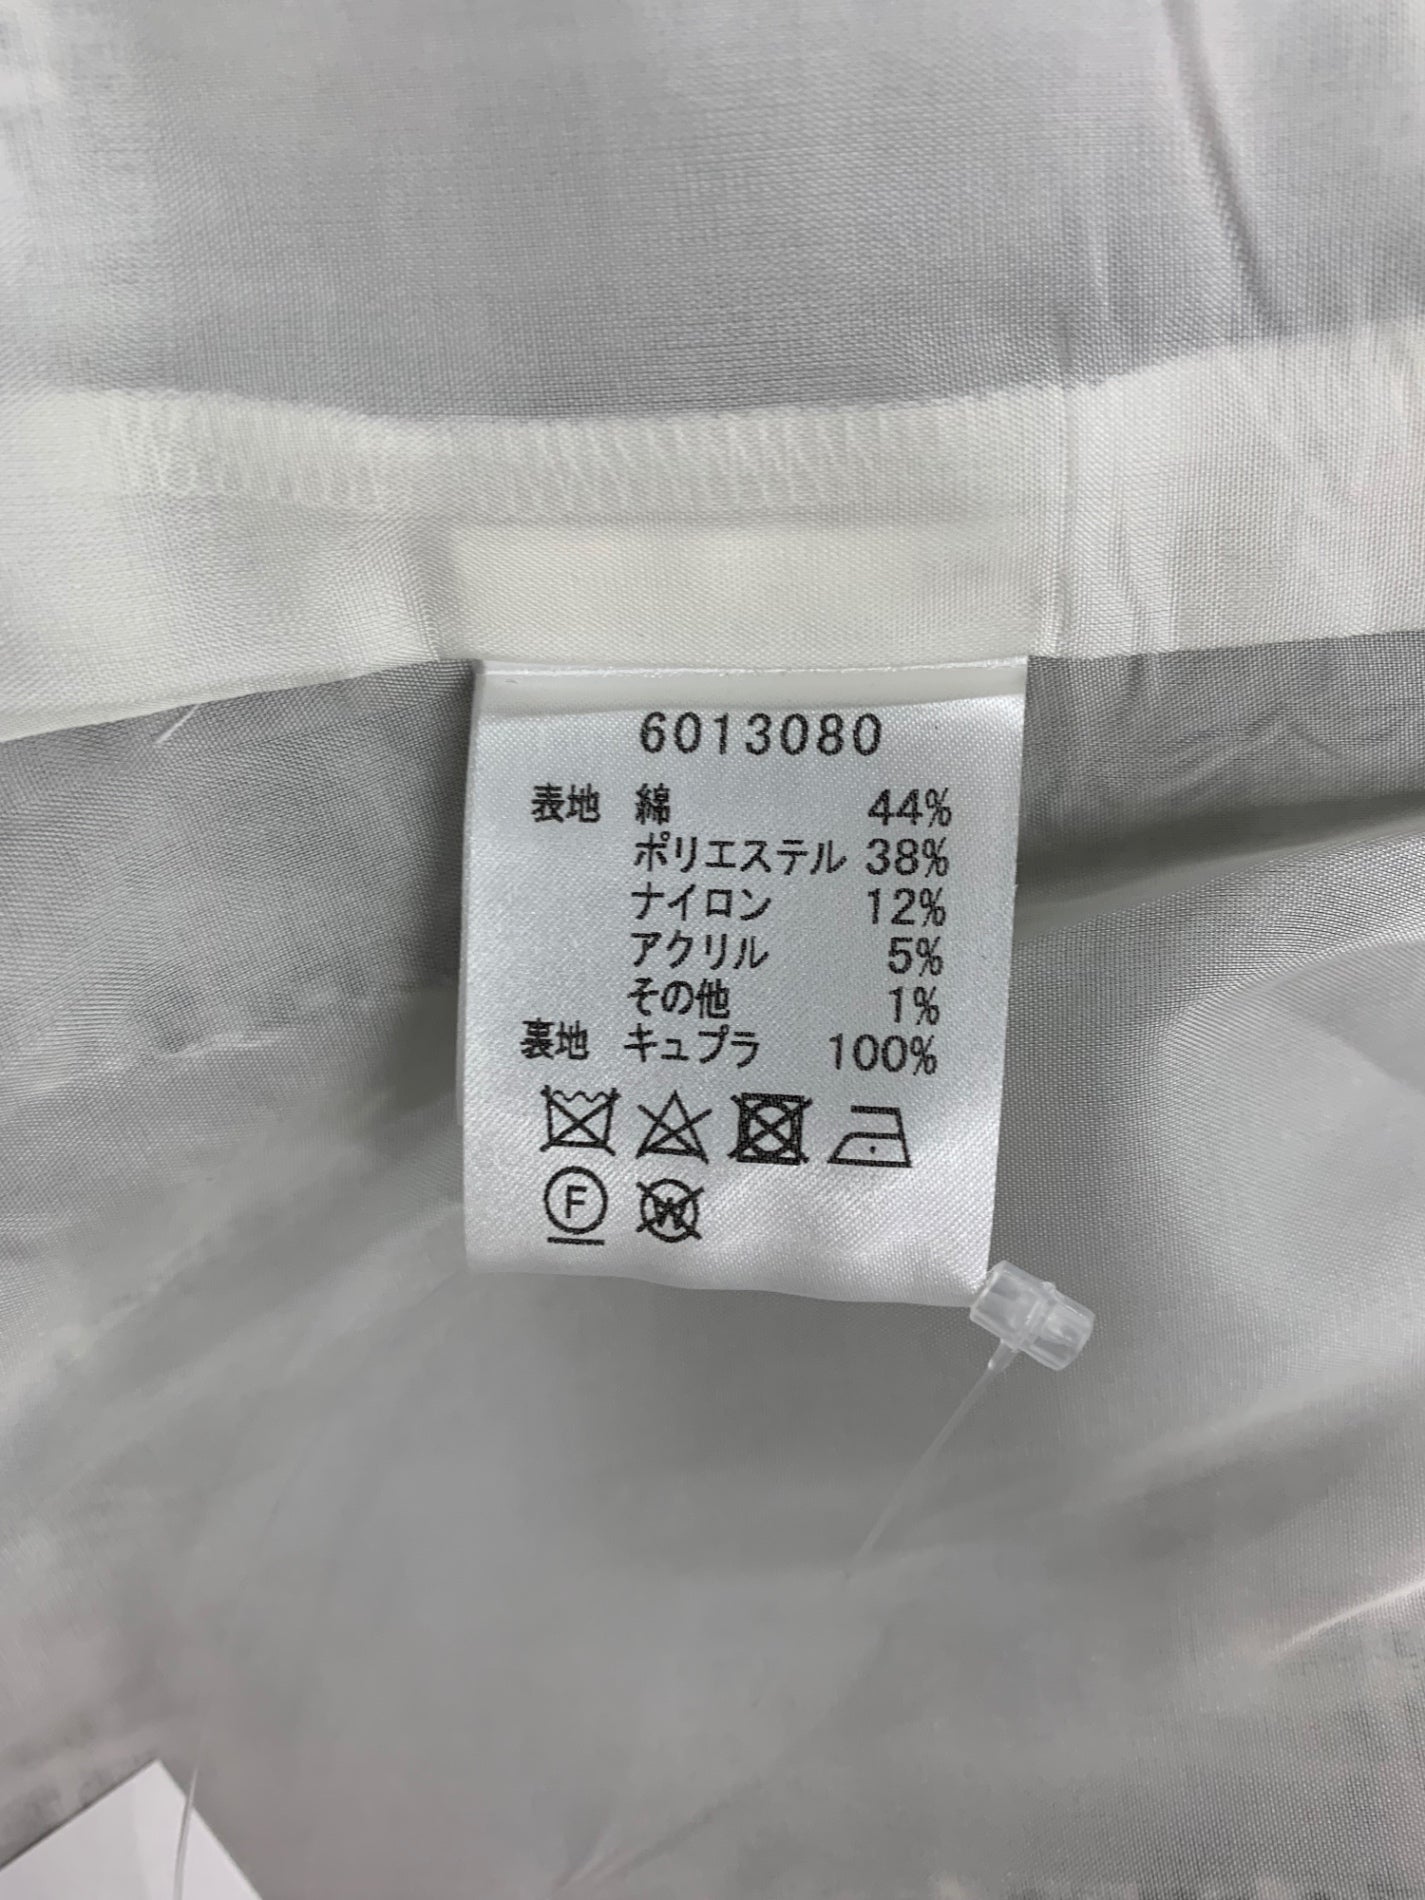 6013080
表地 綿 44%
ポリエステル 38%
ナイロン 12%
アクリル 5%
その他 1%
裏地 キュプラ 100%
F W